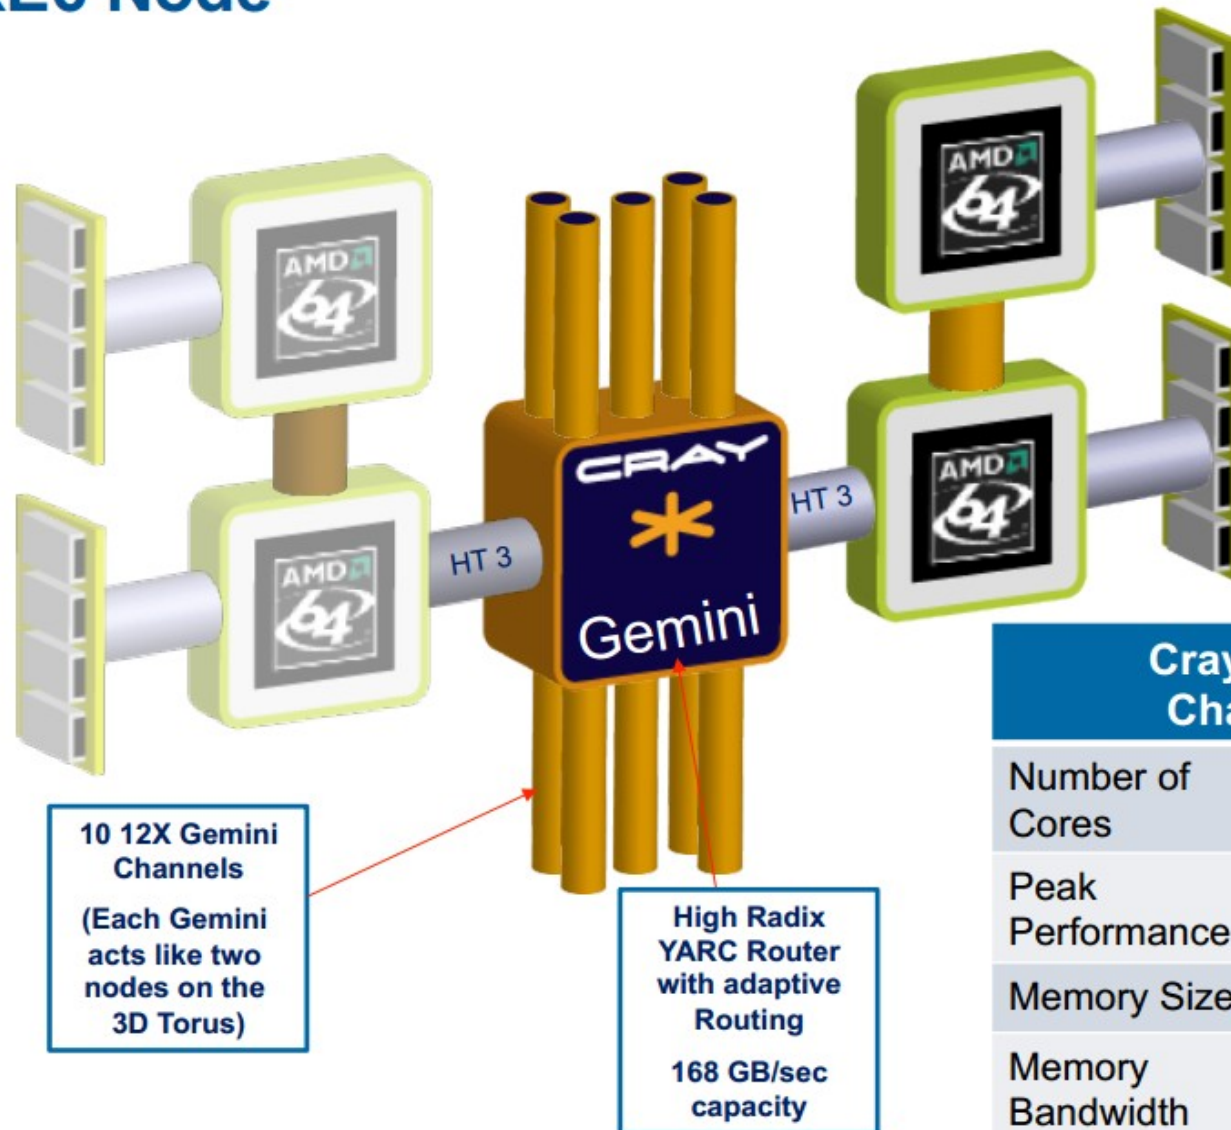 XE6 Node
AMD
64
AMD
64
AMD
64
AMD
64
HT 3
CRAY
Gemini
HT 3
10 12X Gemini
Channels
(Each Gemini
acts like two
nodes on the
3D Torus)
High Radix
YARC Router
with adaptive
Routing
168 GB/sec
capacity
Cray
Cha
Number of
Cores
Peak
Performance
Memory Size
Memory
Bandwidth